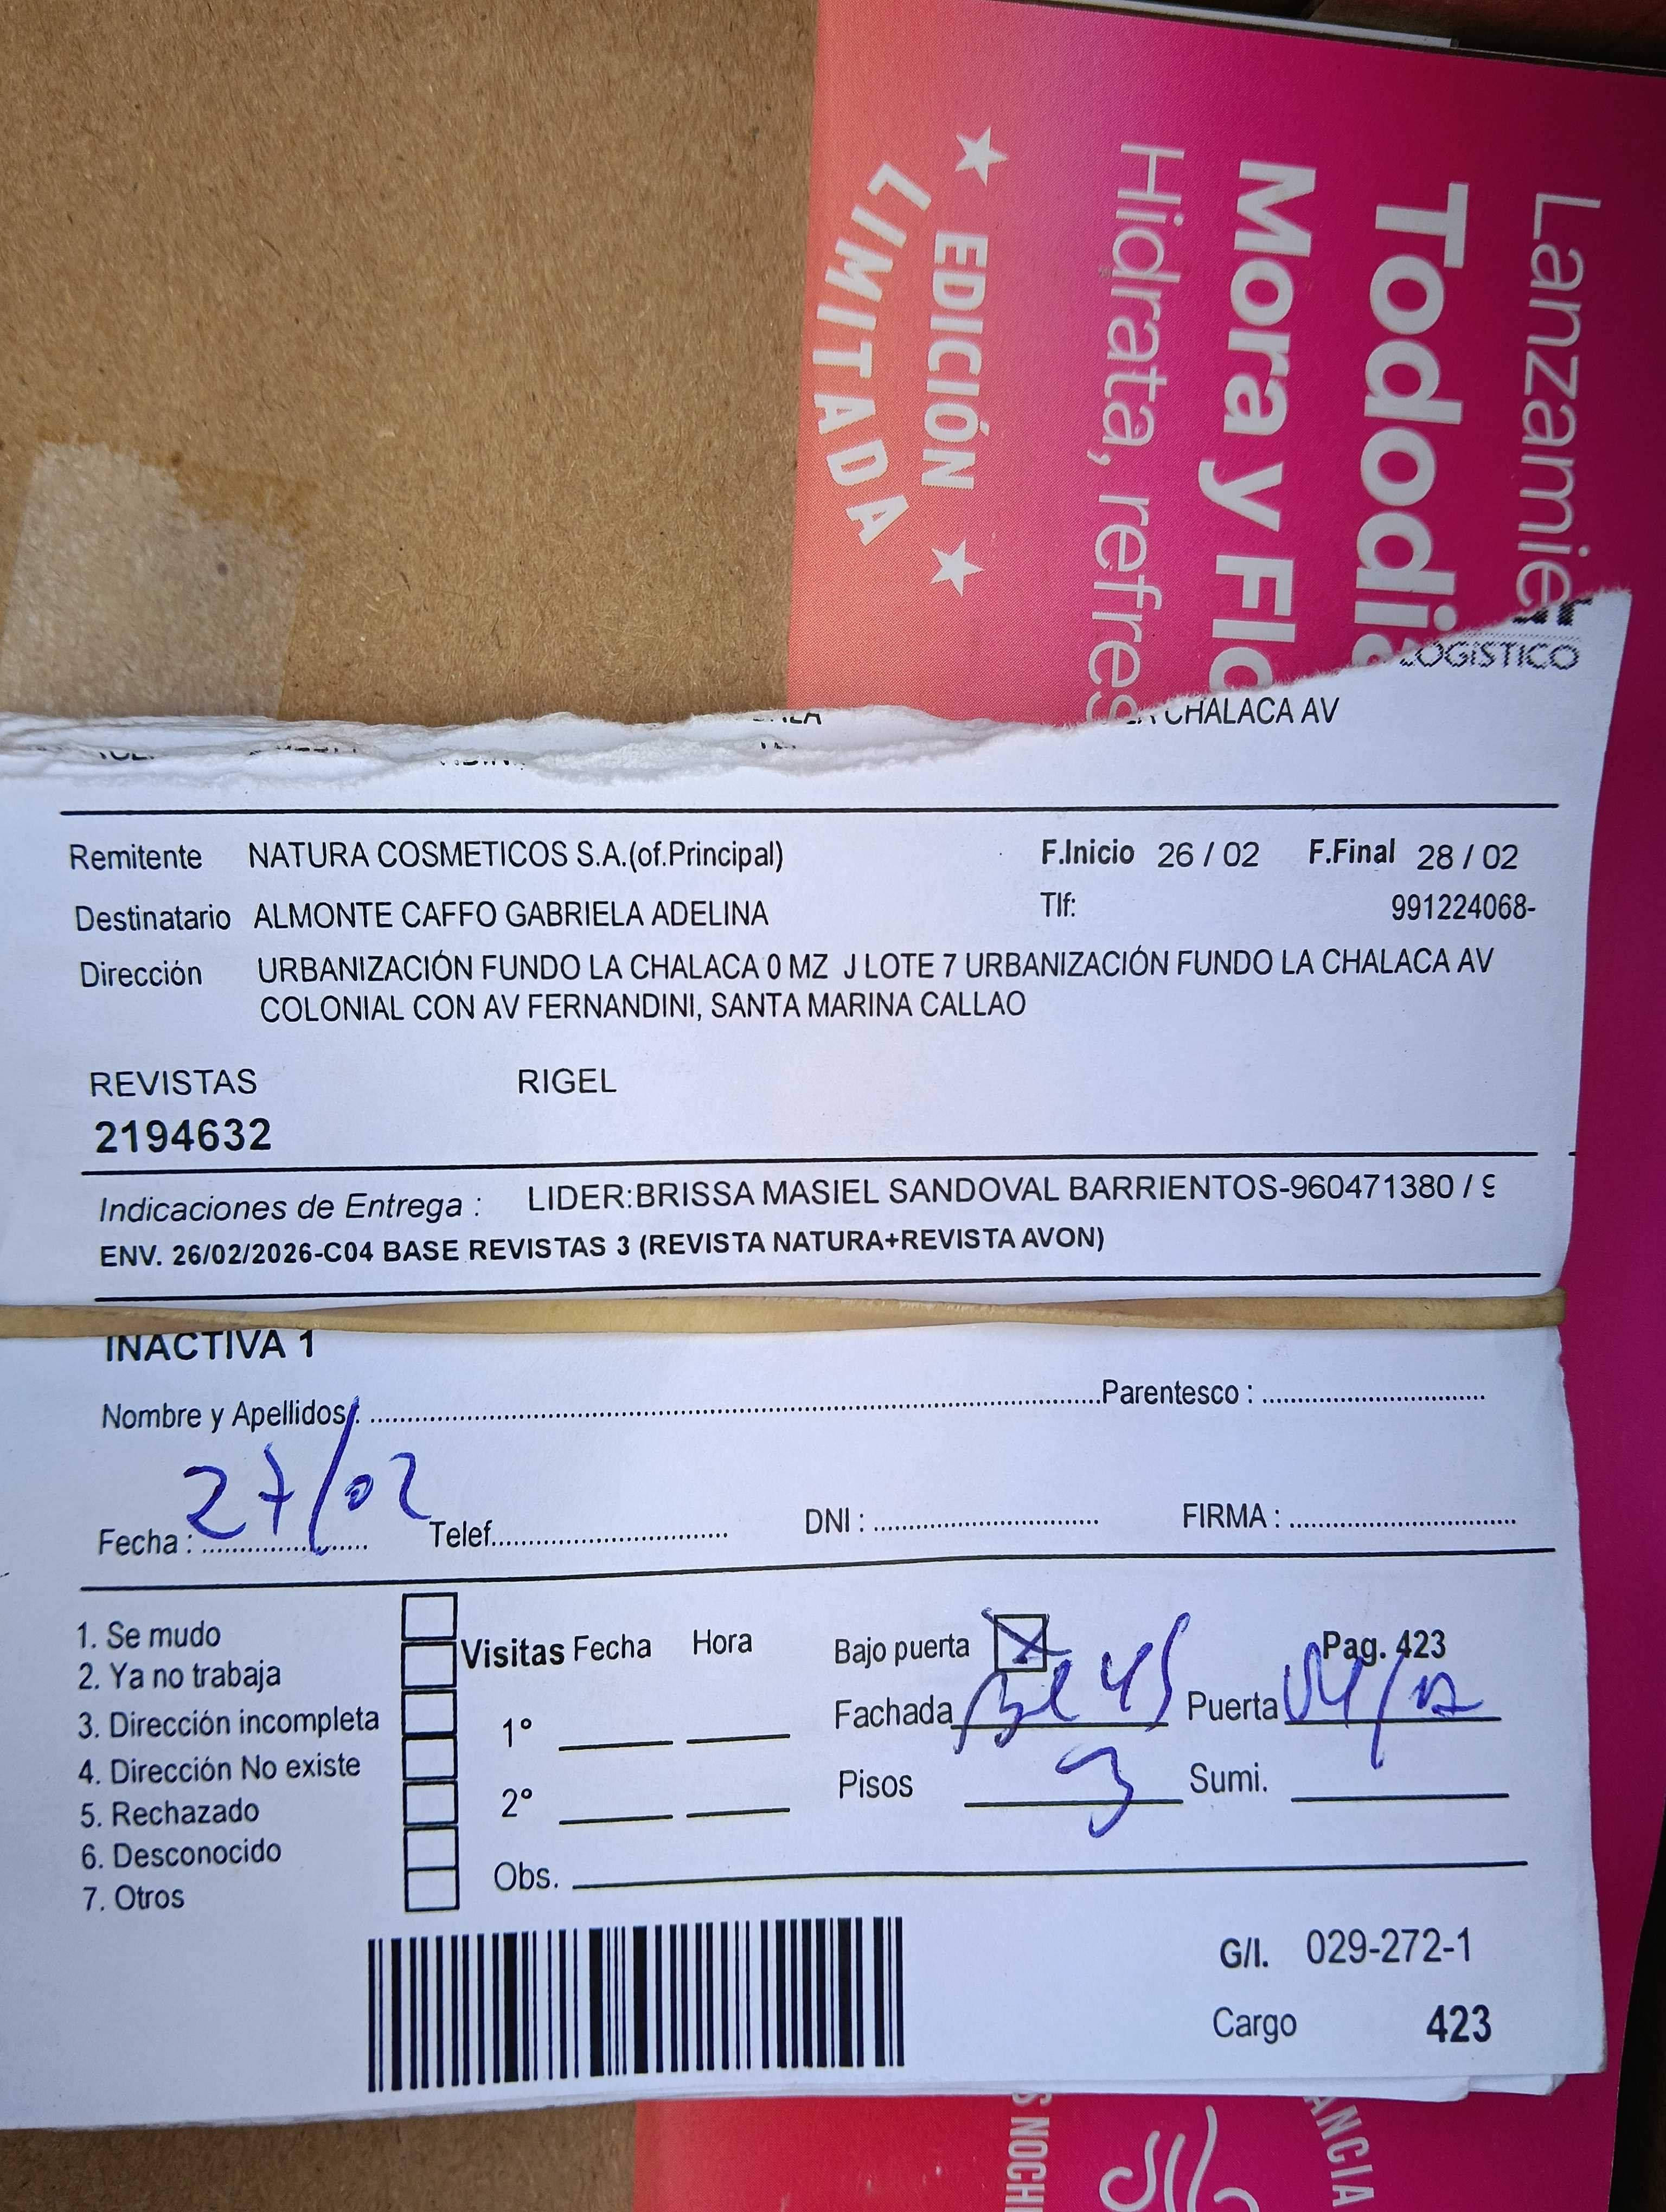 Lanzamie
Tododia
Mora y Flo
Hidrata, refres
★ EDICIÓN ★
LIMITADA
LOGíSTICO
CHALACA AV
Remitente NATURA COSMETICOS S.A.(of.Principal) F.Inicio 26 / 02 F.Final 28 / 02
Destinatario ALMONTE CAFFO GABRIELA ADELINA Tlf: 991224068-
Dirección URBANIZACIÓN FUNDO LA CHALACA 0 MZ J LOTE 7 URBANIZACIÓN FUNDO LA CHALACA AV
COLONIAL CON AV FERNANDINI, SANTA MARINA CALLAO
REVISTAS RIGEL
2194632
Indicaciones de Entrega : LIDER:BRISSA MASIEL SANDOVAL BARRIENTOS-960471380 / 9
ENV. 26/02/2026-C04 BASE REVISTAS 3 (REVISTA NATURA+REVISTA AVON)
INACTIVA 1
Nombre y Apellidos: Parentesco :
Fecha : 27/02 Telef. DNI : FIRMA :
1. Se mudo
2. Ya no trabaja
3. Dirección incompleta
4. Dirección No existe
5. Rechazado
6. Desconocido
7. Otros
Visitas Fecha Hora
1°
2°
Obs.
Bajo puerta X Pag. 423
Fachada Puerta
Pisos 3 Sumi.
G/I. 029-272-1
Cargo 423
S NOCH
ANCIA